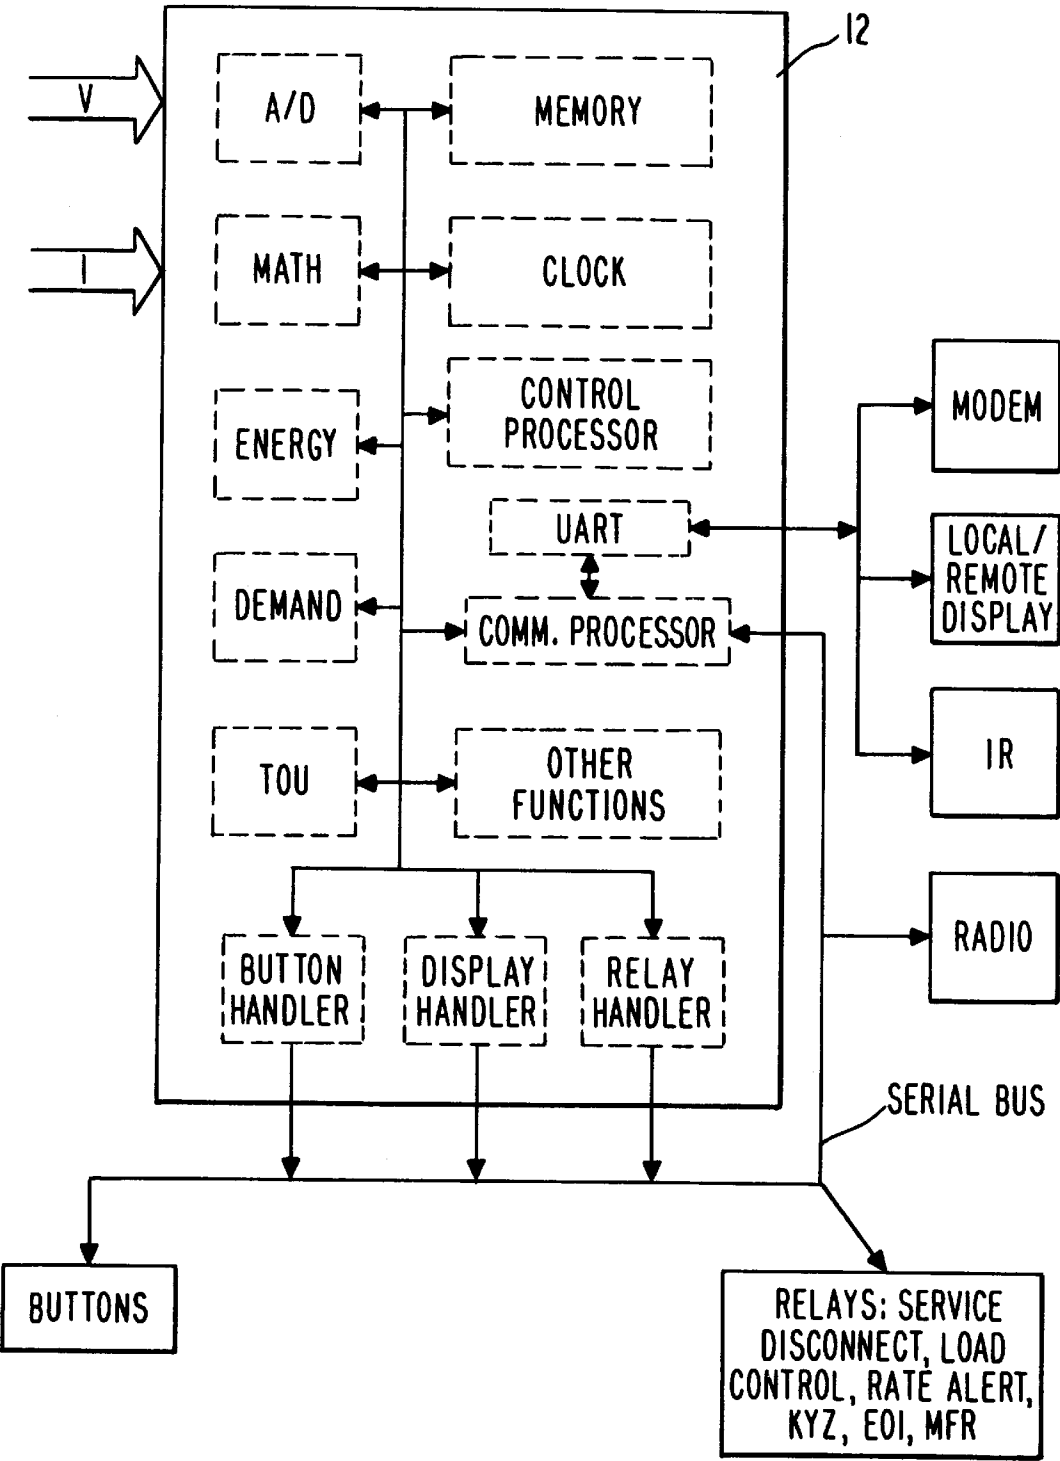 12
V
A/D
MEMORY
I
MATH
CLOCK
CONTROL
PROCESSOR
ENERGY
MODEM
UART
LOCAL/
REMOTE
DISPLAY
DEMAND
COMM. PROCESSOR
IR
TOU
OTHER
FUNCTIONS
RADIO
BUTTON
HANDLER
DISPLAY
HANDLER
RELAY
HANDLER
SERIAL BUS
BUTTONS
RELAYS: SERVICE
DISCONNECT, LOAD
CONTROL, RATE ALERT,
KYZ, EOI, MFR